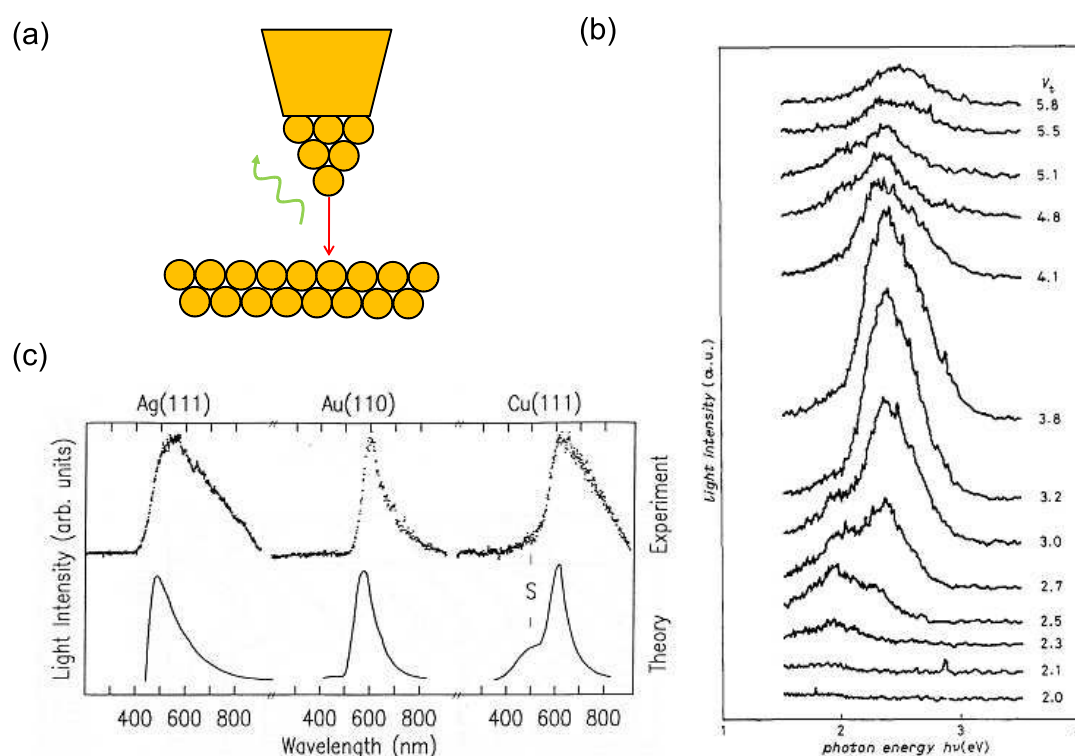 (a)
(b)
V_t
5.8
5.5
5.1
4.8
4.1
3.8
3.2
3.0
2.7
2.5
2.3
2.1
2.0
light intensity (a.u.)
1 2 3 4
photon energy hν(eV)
(c)
Ag(111) Au(110) Cu(111)
Light Intensity (arb. units)
Experiment
S
Theory
400 600 800 400 600 800 400 600 800
Wavelength (nm)